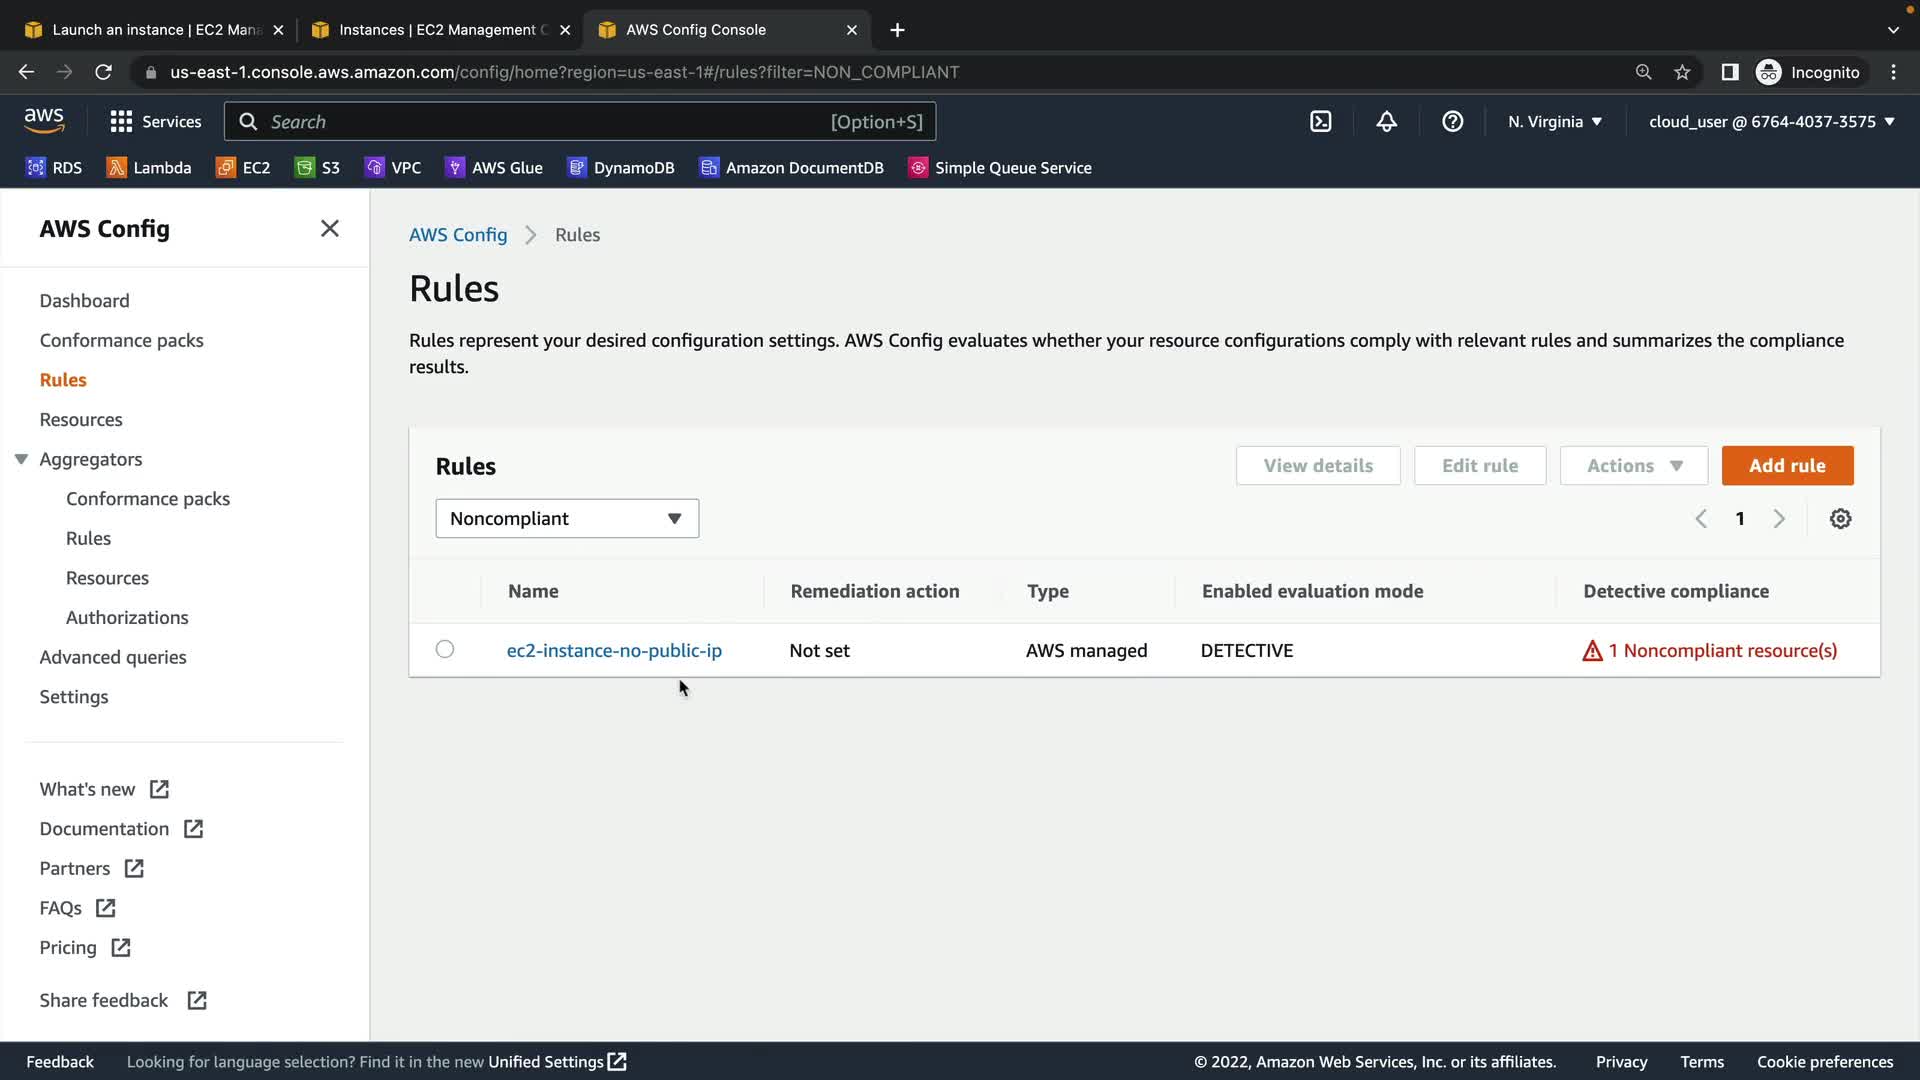 Launch an instance | EC2 Mana
Instances | EC2 Management C
AWS Config Console
us-east-1.console.aws.amazon.com/config/home?region=us-east-1#/rules?filter=NON_COMPLIANT
Incognito
aws
Services
Search
[Option+S]
N. Virginia
cloud_user @ 6764-4037-3575
RDS
Lambda
EC2
S3
VPC
AWS Glue
DynamoDB
Amazon DocumentDB
Simple Queue Service
AWS Config
Dashboard
Conformance packs
Rules
Resources
Aggregators
Conformance packs
Rules
Resources
Authorizations
Advanced queries
Settings
What's new
Documentation
Partners
FAQs
Pricing
Share feedback
AWS Config
Rules
Rules
Rules represent your desired configuration settings. AWS Config evaluates whether your resource configurations comply with relevant rules and summarizes the compliance
results.
Rules
View details
Edit rule
Actions
Add rule
Noncompliant
1
Name
Remediation action
Type
Enabled evaluation mode
Detective compliance
ec2-instance-no-public-ip
Not set
AWS managed
DETECTIVE
1 Noncompliant resource(s)
Feedback
Looking for language selection? Find it in the new Unified Settings
© 2022, Amazon Web Services, Inc. or its affiliates.
Privacy
Terms
Cookie preferences